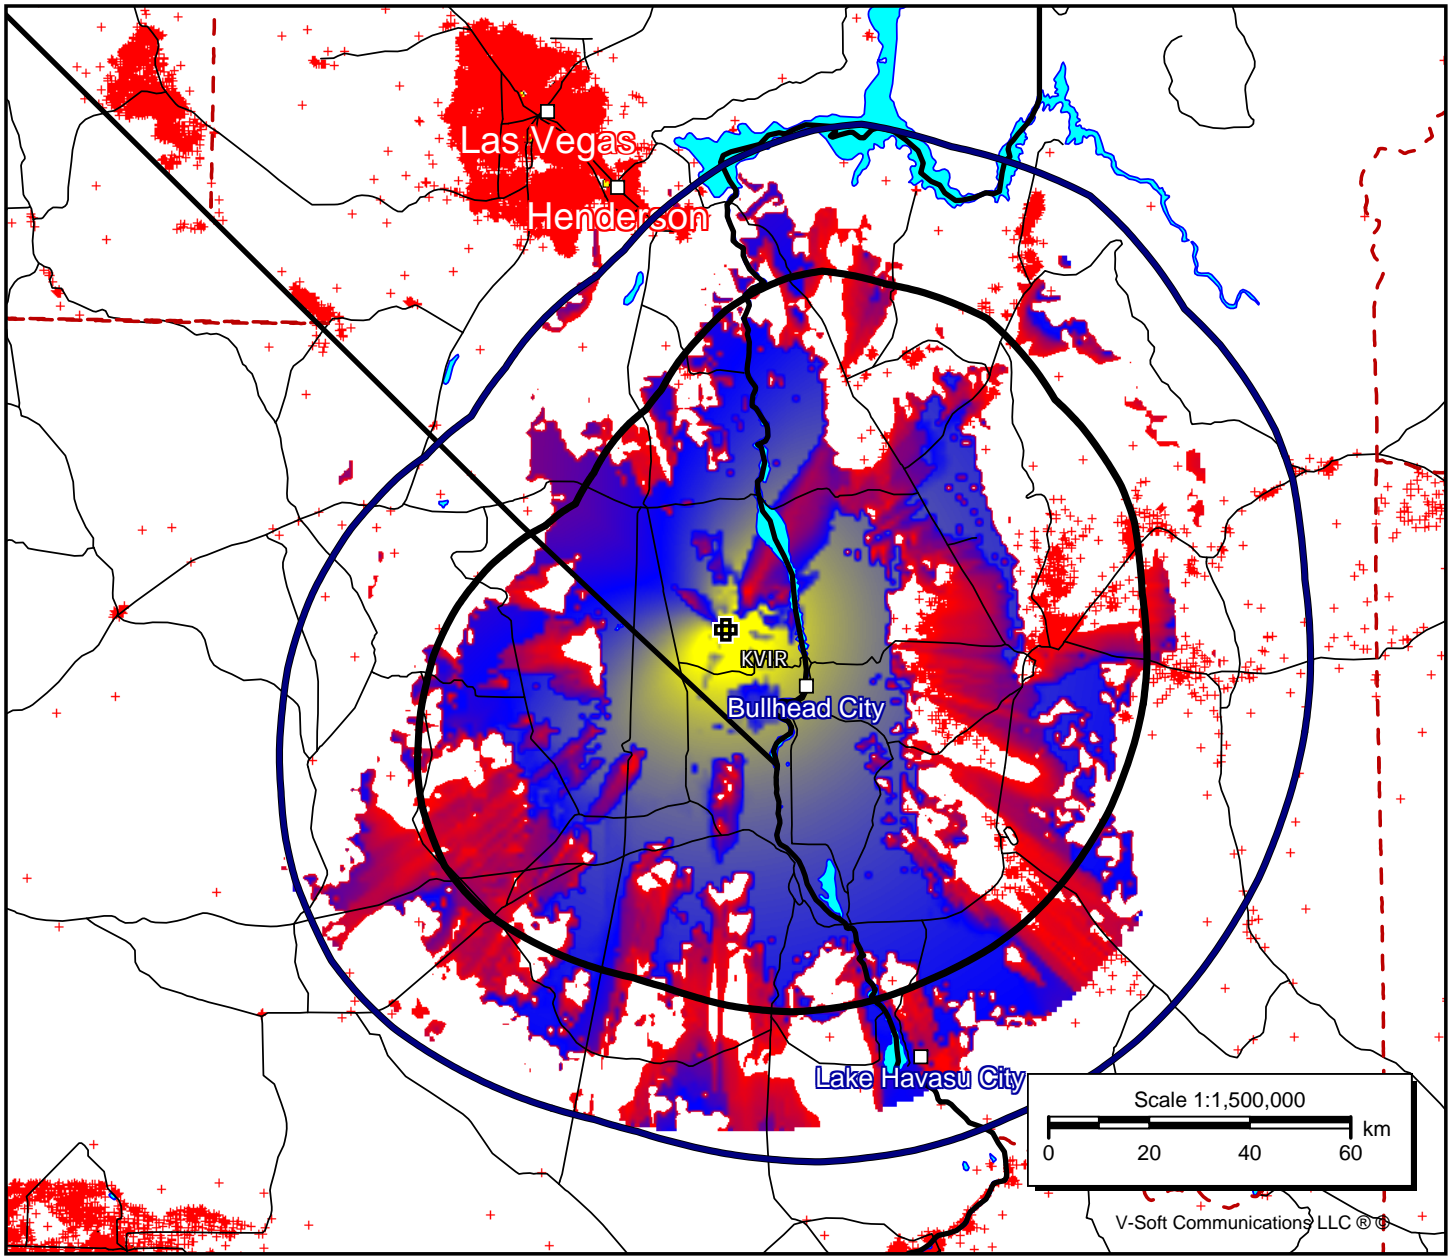 Las Vegas
Henderson
KVIR
Bullhead City
Lake Havasu City
Scale 1:1,500,000
km
0 20 40 60
V-Soft Communications LLC ® ©